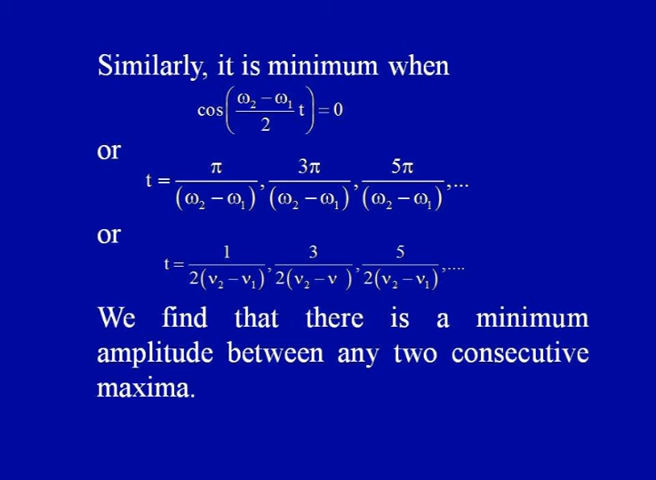 Similarly, it is minimum when
cos((ω₂ − ω₁)/2 t) = 0
or
t = π/(ω₂ − ω₁), 3π/(ω₂ − ω₁), 5π/(ω₂ − ω₁), ...
or
t = 1/2(ν₂ − ν₁), 3/2(ν₂ − ν ), 5/2(ν₂ − ν₁), ....
We find that there is a minimum
amplitude between any two consecutive
maxima.